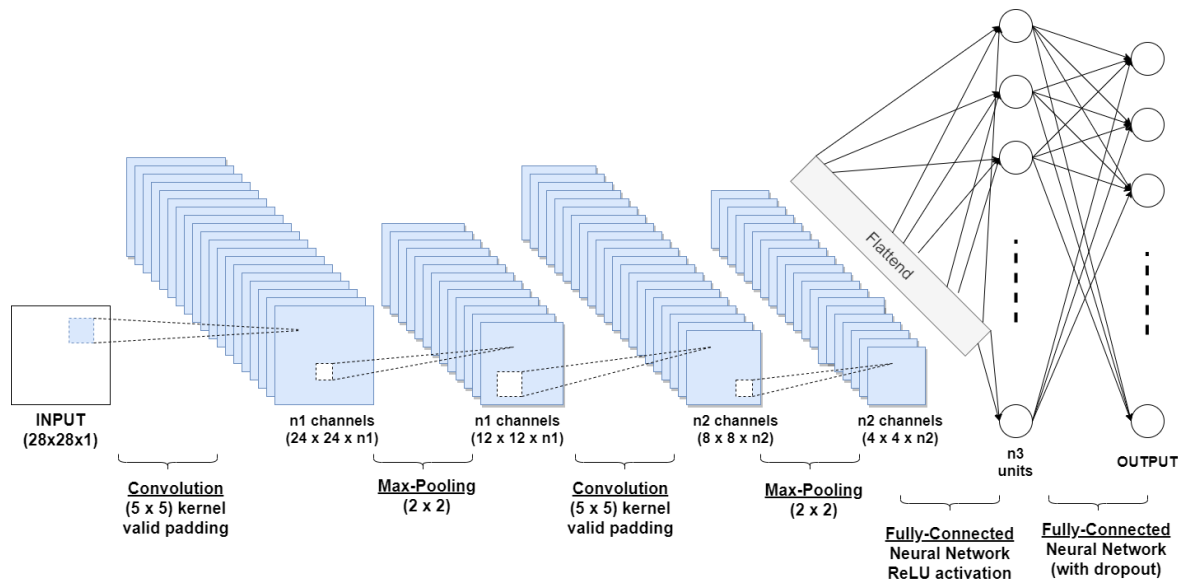 Flattend
INPUT
(28x28x1)
n1 channels
(24 x 24 x n1)
n1 channels
(12 x 12 x n1)
n2 channels
(8 x 8 x n2)
n2 channels
(4 x 4 x n2)
n3
units
OUTPUT
Convolution
(5 x 5) kernel
valid padding
Max-Pooling
(2 x 2)
Convolution
(5 x 5) kernel
valid padding
Max-Pooling
(2 x 2)
Fully-Connected
Neural Network
ReLU activation
Fully-Connected
Neural Network
(with dropout)